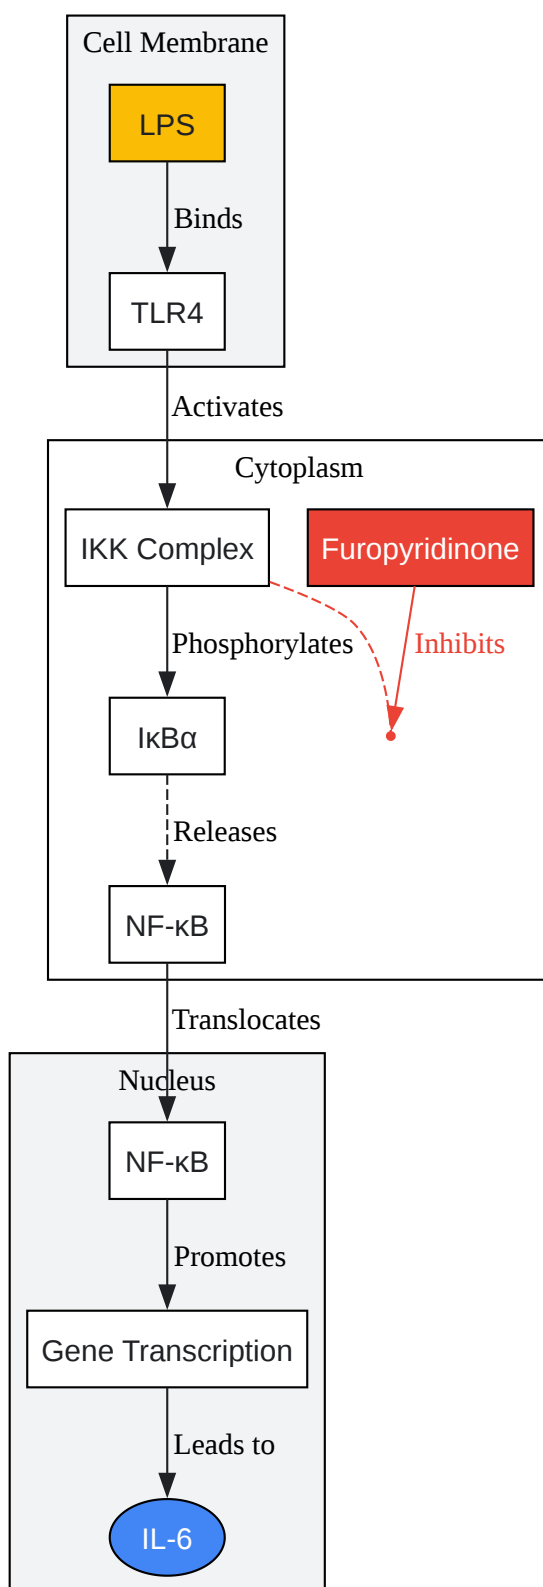 Cell Membrane
LPS
Binds
TLR4
Activates
Cytoplasm
IKK Complex
Furopyridinone
Phosphorylates
Inhibits
IκBα
Releases
NF-κB
Translocates
Nucleus
NF-κB
Promotes
Gene Transcription
Leads to
IL-6